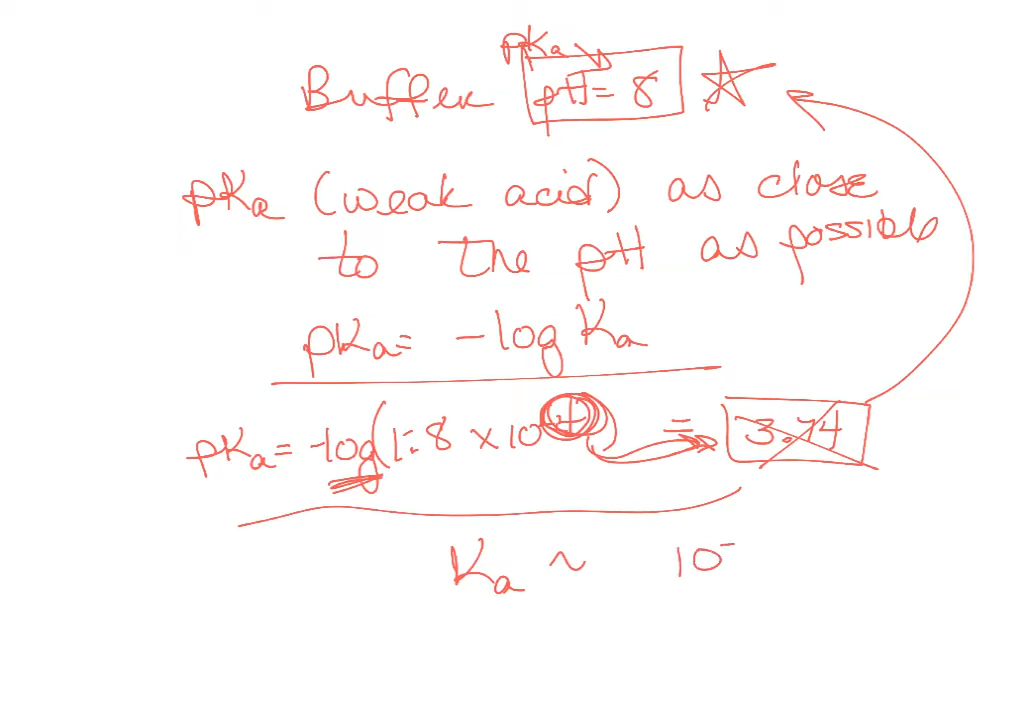 pKa
Buffer pH = 8
pKa (weak acid) as close
to the pH as possible
pKa = -log Ka
pKa = -log(1.8 x 10-4) = 3.74
Ka ~ 10-